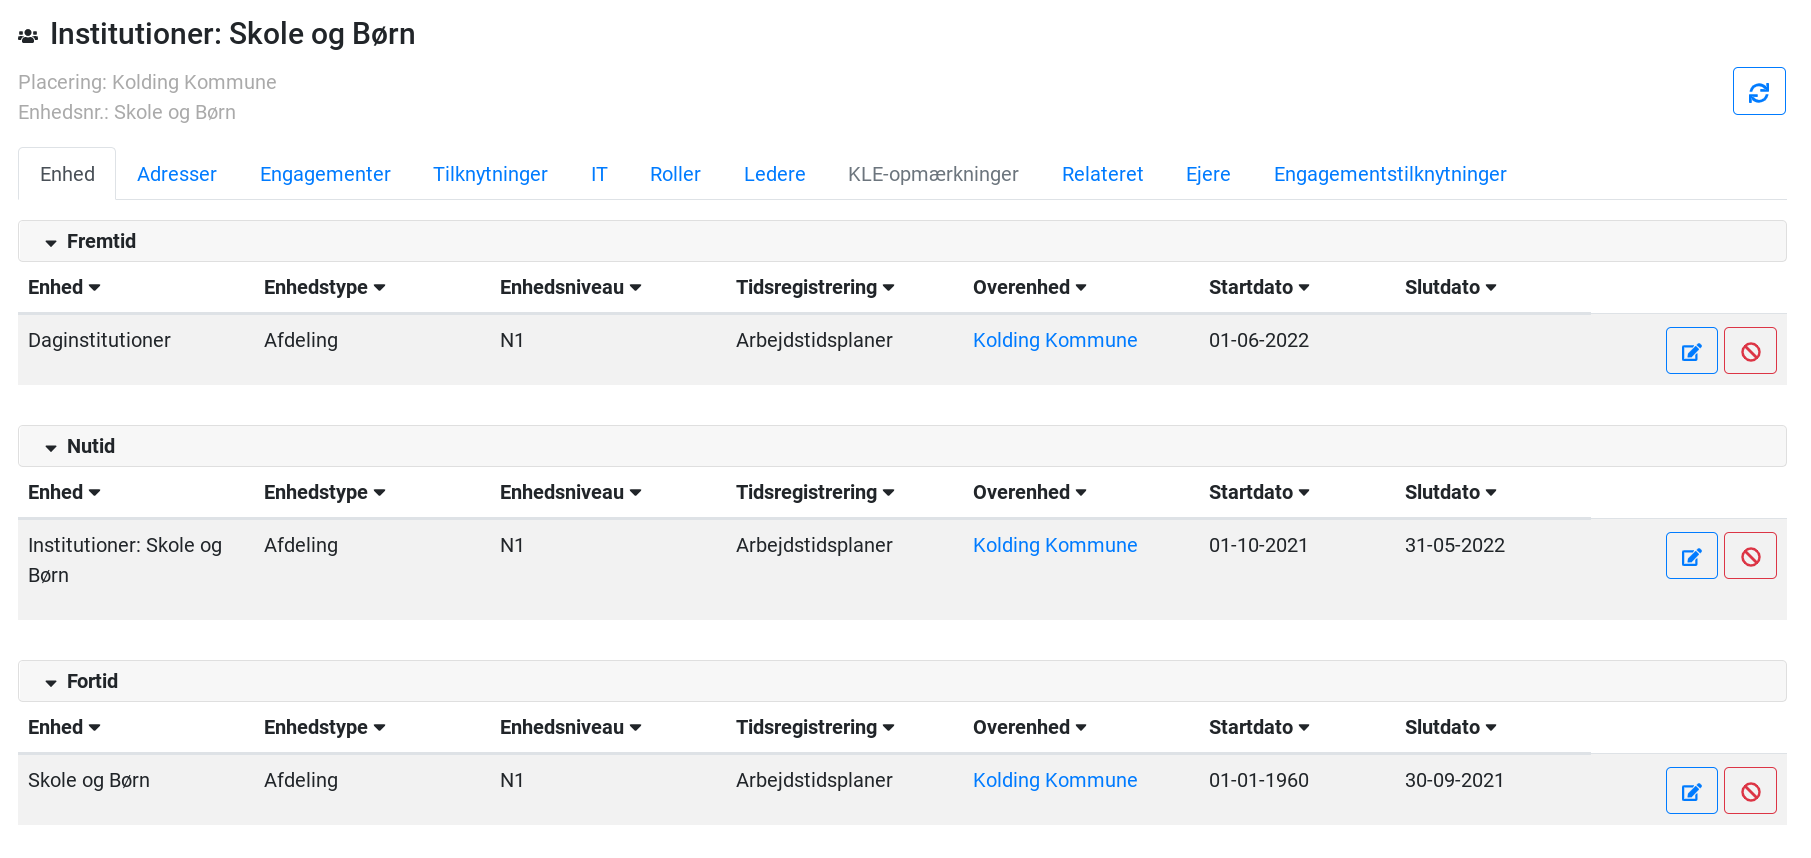 Institutioner: Skole og Børn
Placering: Kolding Kommune
Enhedsnr.: Skole og Børn
Enhed Adresser Engagementer Tilknytninger IT Roller Ledere KLE-opmærkninger Relateret Ejere Engagementstilknytninger
Fremtid
Enhed Enhedstype Enhedsniveau Tidsregistrering Overenhed Startdato Slutdato
Daginstitutioner Afdeling N1 Arbejdstidsplaner Kolding Kommune 01-06-2022
Nutid
Enhed Enhedstype Enhedsniveau Tidsregistrering Overenhed Startdato Slutdato
Institutioner: Skole og Afdeling N1 Arbejdstidsplaner Kolding Kommune 01-10-2021 31-05-2022
Børn
Fortid
Enhed Enhedstype Enhedsniveau Tidsregistrering Overenhed Startdato Slutdato
Skole og Børn Afdeling N1 Arbejdstidsplaner Kolding Kommune 01-01-1960 30-09-2021